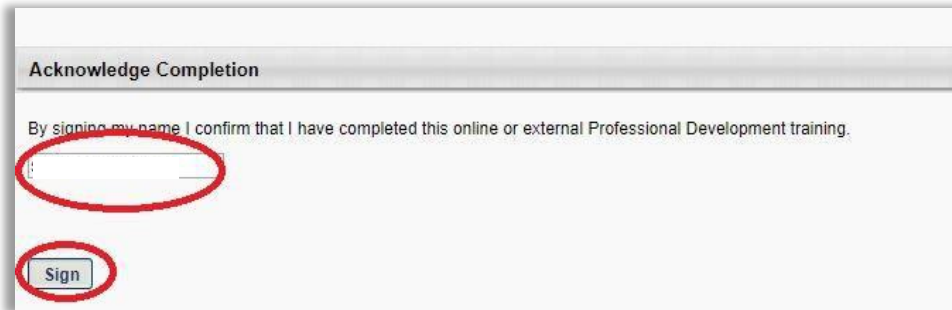 Acknowledge Completion
By signing my name I confirm that I have completed this online or external Professional Development training.
Sign